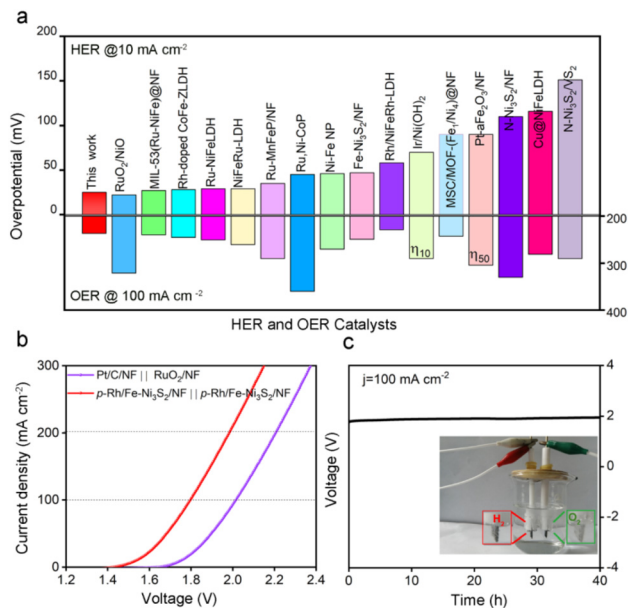 a
HER @10 mA cm -2
200
150
100
50
0
Overpotential (mV)
200
300
400
This work
RuO2/NiO
MIL-53(Ru-NiFe)@NF
Rh-doped CoFe-ZLDH
Ru-NiFeLDH
NiFeRu-LDH
Ru-MnFeP/NF
Ru,Ni-CoP
Ni-Fe NP
Fe-Ni3S2/NF
Rh/NiFeRh-LDH
Ir/Ni(OH)2
MSC/MOF-(Fe1/Ni4)@NF
Pt-aFe2O3/NF
N-Ni3S2/NF
Cu@NiFeLDH
N-Ni3S2/VS2
η10
η50
OER @ 100 mA cm -2
HER and OER Catalysts
b
300
200
100
0
Current density (mA cm-2)
Pt/C/NF || RuO2/NF
p-Rh/Fe-Ni3S2/NF || p-Rh/Fe-Ni3S2/NF
1.2 1.4 1.6 1.8 2.0 2.2 2.4
Voltage (V)
c
j=100 mA cm-2
4
2
0
-2
-4
Voltage (V)
H2
O2
0 10 20 30 40
Time (h)